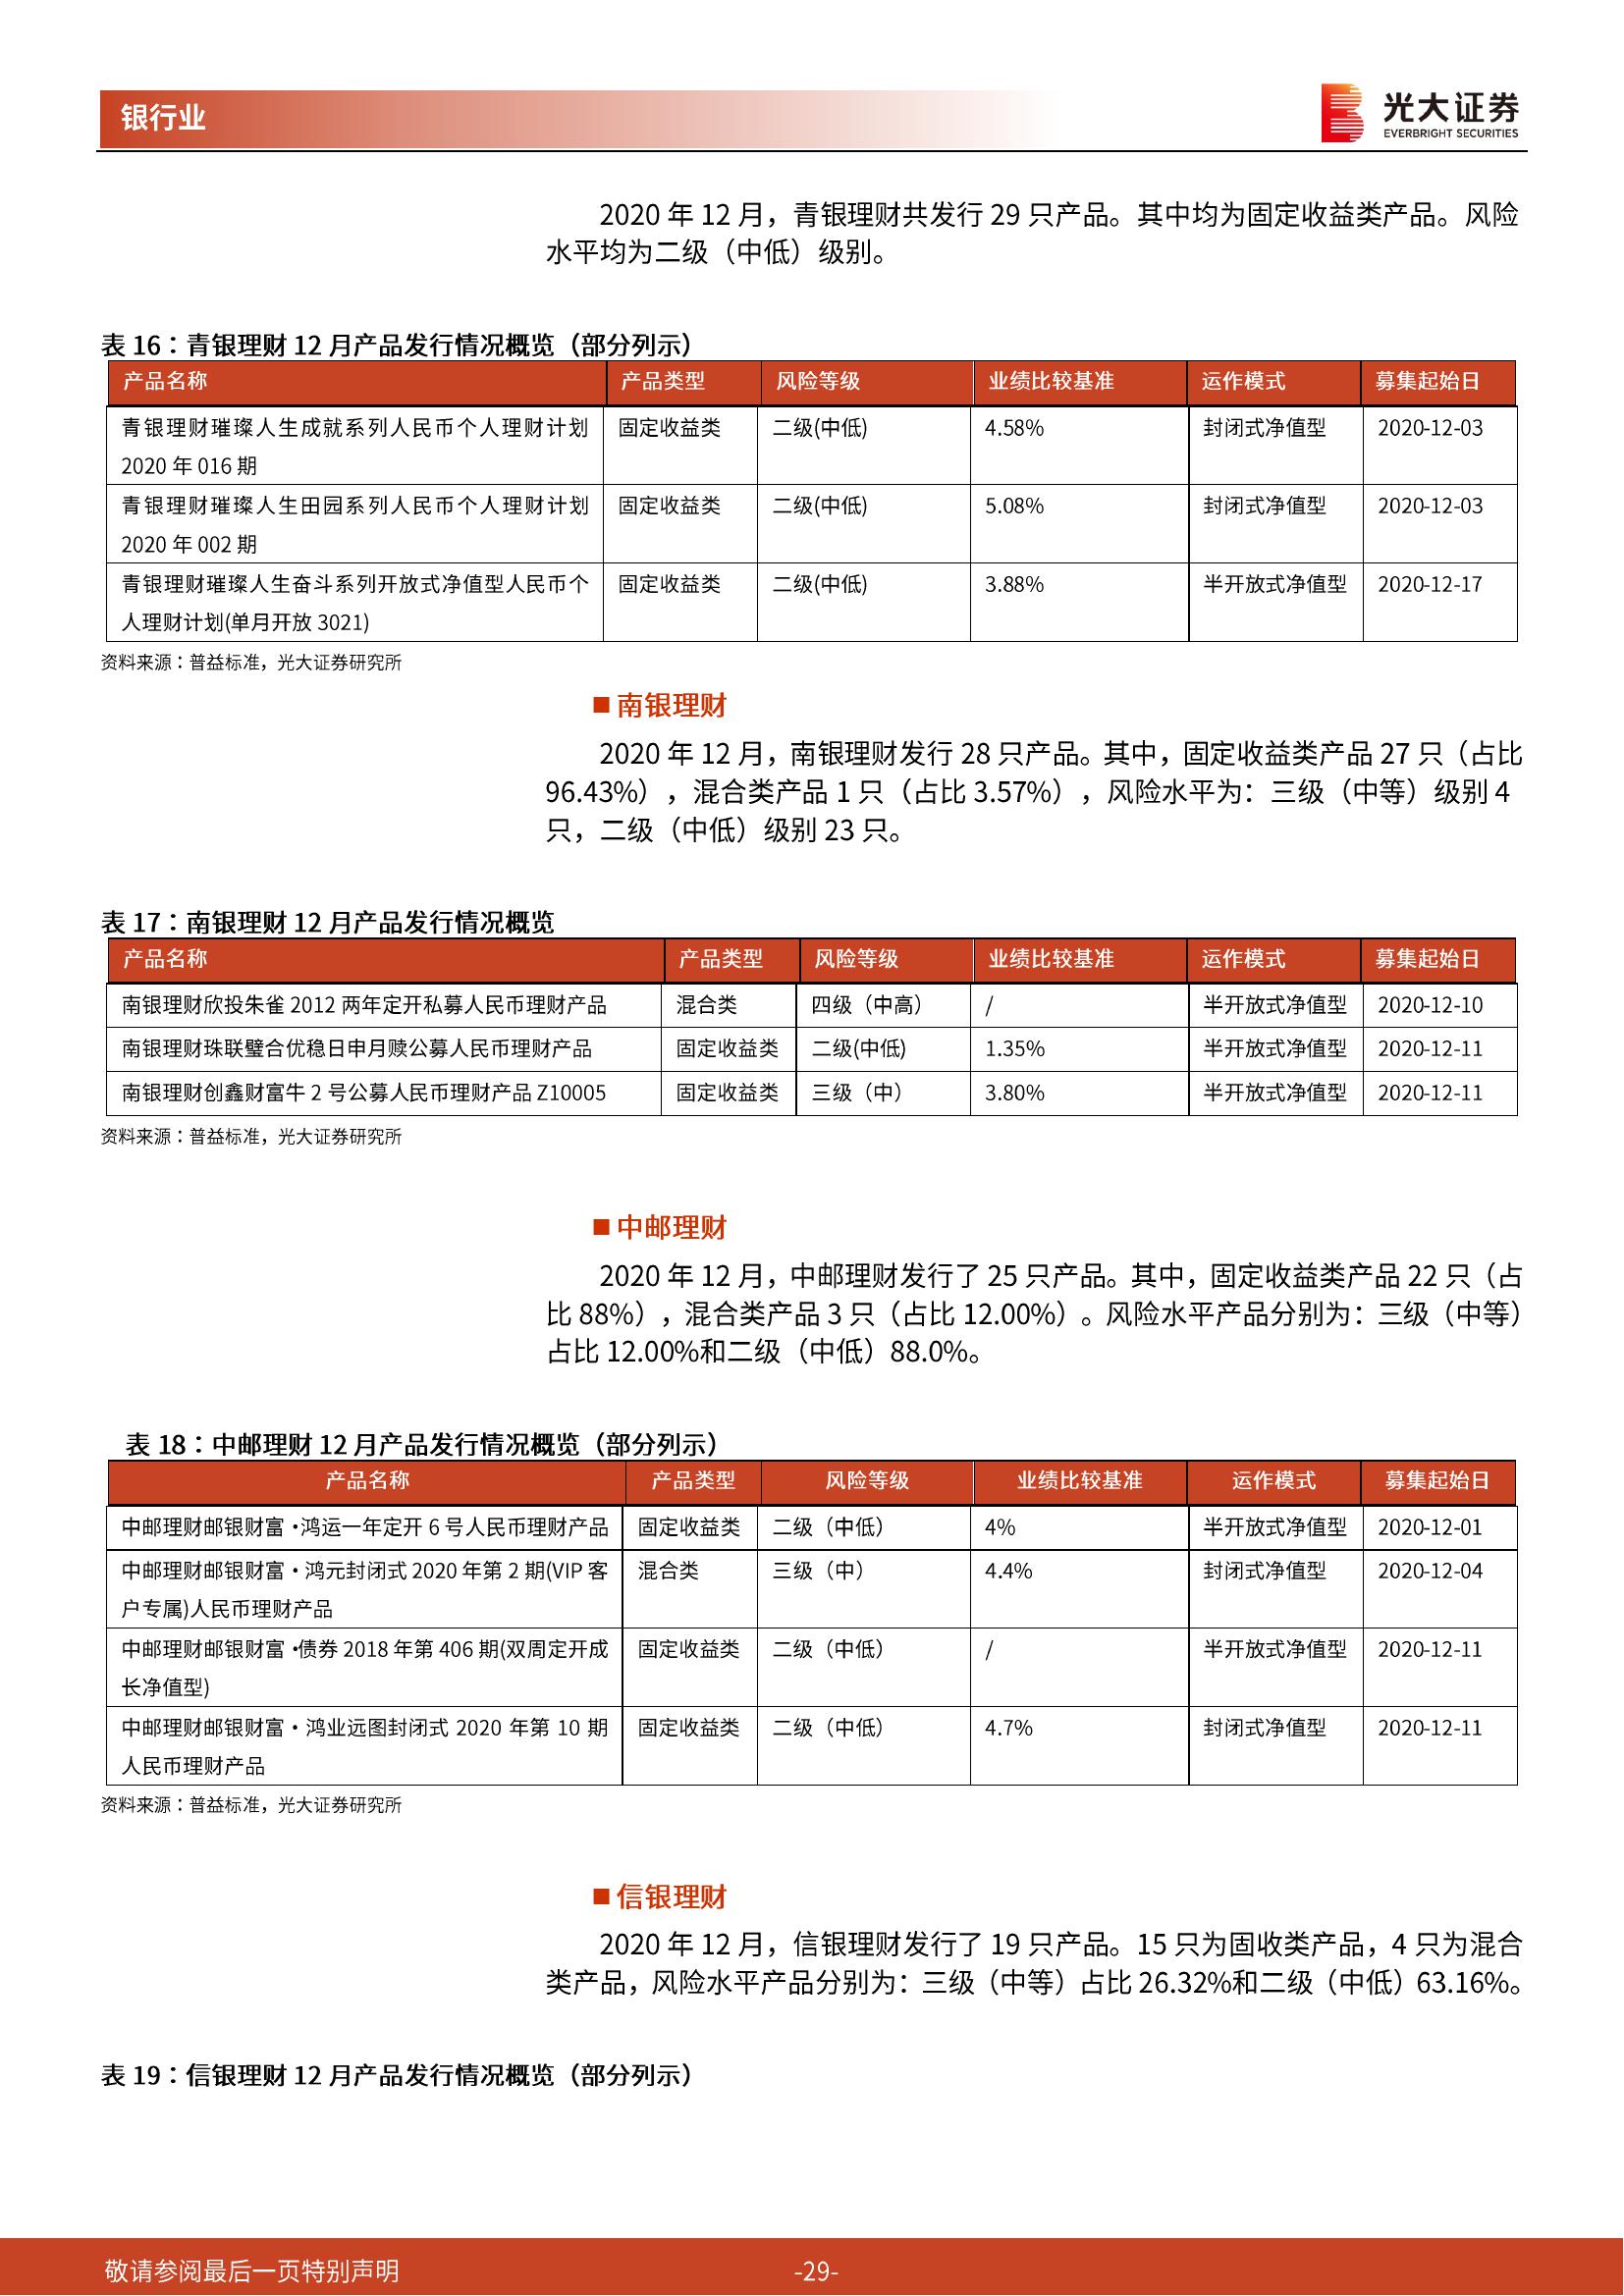 银行业
光大证券
EVERBRIGHT SECURITIES
2020 年 12 月，青银理财共发行 29 只产品。其中均为固定收益类产品。风险
水平均为二级（中低）级别。
表 16：青银理财 12 月产品发行情况概览（部分列示）
产品名称 产品类型 风险等级 业绩比较基准 运作模式 募集起始日
青银理财璀璨人生成就系列人民币个人理财计划 固定收益类 二级(中低) 4.58% 封闭式净值型 2020-12-03
2020 年 016 期
青银理财璀璨人生田园系列人民币个人理财计划 固定收益类 二级(中低) 5.08% 封闭式净值型 2020-12-03
2020 年 002 期
青银理财璀璨人生奋斗系列开放式净值型人民币个 固定收益类 二级(中低) 3.88% 半开放式净值型 2020-12-17
人理财计划(单月开放 3021)
资料来源：普益标准，光大证券研究所
■ 南银理财
2020 年 12 月，南银理财发行 28 只产品。其中，固定收益类产品 27 只（占比
96.43%），混合类产品 1 只（占比 3.57%），风险水平为：三级（中等）级别 4
只，二级（中低）级别 23 只。
表 17：南银理财 12 月产品发行情况概览
产品名称 产品类型 风险等级 业绩比较基准 运作模式 募集起始日
南银理财欣投朱雀 2012 两年定开私募人民币理财产品 混合类 四级（中高） / 半开放式净值型 2020-12-10
南银理财珠联璧合优稳日申月赎公募人民币理财产品 固定收益类 二级(中低) 1.35% 半开放式净值型 2020-12-11
南银理财创鑫财富牛 2 号公募人民币理财产品 Z10005 固定收益类 三级（中） 3.80% 半开放式净值型 2020-12-11
资料来源：普益标准，光大证券研究所
■ 中邮理财
2020 年 12 月，中邮理财发行了 25 只产品。其中，固定收益类产品 22 只（占
比 88%），混合类产品 3 只（占比 12.00%）。风险水平产品分别为：三级（中等）
占比 12.00%和二级（中低）88.0%。
表 18：中邮理财 12 月产品发行情况概览（部分列示）
产品名称 产品类型 风险等级 业绩比较基准 运作模式 募集起始日
中邮理财邮银财富·鸿运一年定开 6 号人民币理财产品 固定收益类 二级（中低） 4% 半开放式净值型 2020-12-01
中邮理财邮银财富·鸿元封闭式 2020 年第 2 期(VIP 客 混合类 三级（中） 4.4% 封闭式净值型 2020-12-04
户专属)人民币理财产品
中邮理财邮银财富·债券 2018 年第 406 期(双周定开成 固定收益类 二级（中低） / 半开放式净值型 2020-12-11
长净值型)
中邮理财邮银财富·鸿业远图封闭式 2020 年第 10 期 固定收益类 二级（中低） 4.7% 封闭式净值型 2020-12-11
人民币理财产品
资料来源：普益标准，光大证券研究所
■ 信银理财
2020 年 12 月，信银理财发行了 19 只产品。15 只为固收类产品，4 只为混合
类产品，风险水平产品分别为：三级（中等）占比 26.32%和二级（中低）63.16%。
表 19：信银理财 12 月产品发行情况概览（部分列示）
敬请参阅最后一页特别声明 -29-